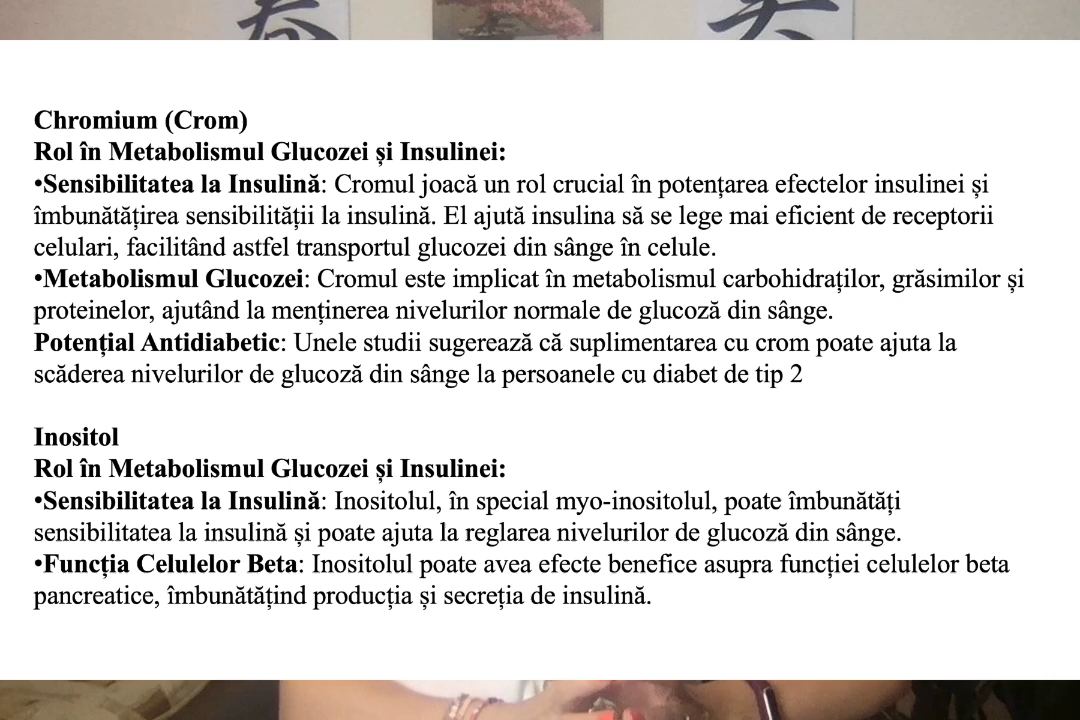 Chromium (Crom)
Rol în Metabolismul Glucozei și Insulinei:
•Sensibilitatea la Insulină: Cromul joacă un rol crucial în potențarea efectelor insulinei și
îmbunătățirea sensibilității la insulină. El ajută insulina să se lege mai eficient de receptorii
celulari, facilitând astfel transportul glucozei din sânge în celule.
•Metabolismul Glucozei: Cromul este implicat în metabolismul carbohidraților, grăsimilor și
proteinelor, ajutând la menținerea nivelurilor normale de glucoză din sânge.
Potențial Antidiabetic: Unele studii sugerează că suplimentarea cu crom poate ajuta la
scăderea nivelurilor de glucoză din sânge la persoanele cu diabet de tip 2
Inositol
Rol în Metabolismul Glucozei și Insulinei:
•Sensibilitatea la Insulină: Inositolul, în special myo-inositolul, poate îmbunătăți
sensibilitatea la insulină și poate ajuta la reglarea nivelurilor de glucoză din sânge.
•Funcția Celulelor Beta: Inositolul poate avea efecte benefice asupra funcției celulelor beta
pancreatice, îmbunătățind producția și secreția de insulină.